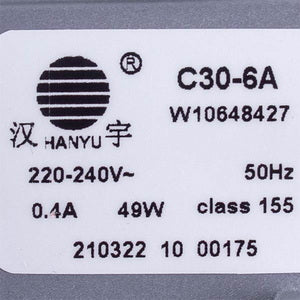 ®
C30-6A
W10648427
汉 HANYU 宇
220-240V~ 50Hz
0.4A 49W class 155
210322 10 00175